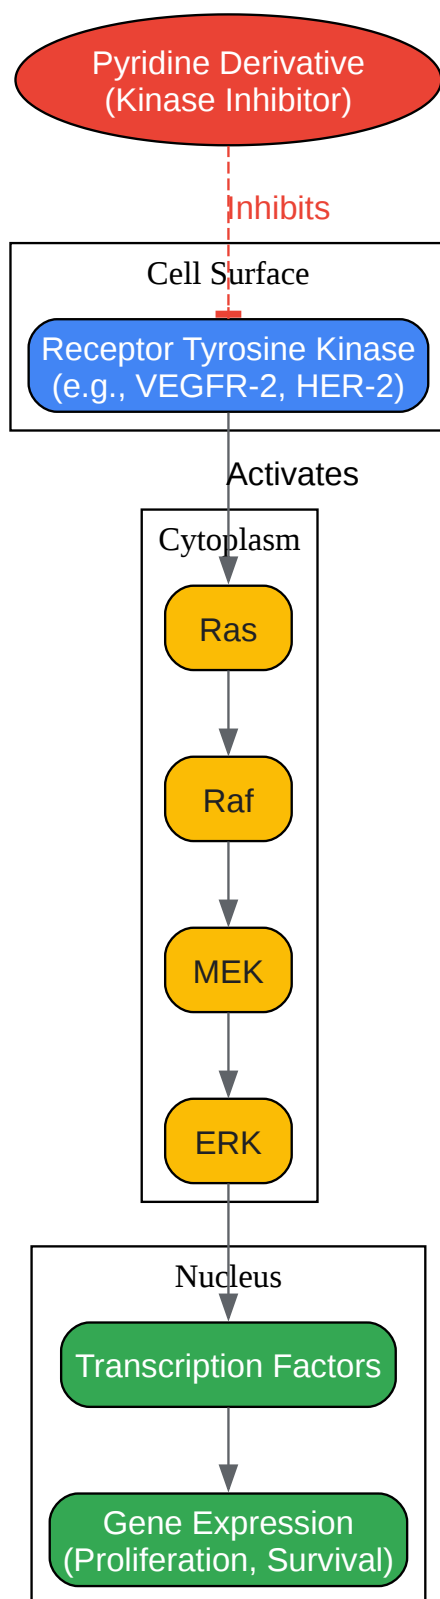 Pyridine Derivative
(Kinase Inhibitor)
Inhibits
Cell Surface
Receptor Tyrosine Kinase
(e.g., VEGFR-2, HER-2)
Activates
Cytoplasm
Ras
Raf
MEK
ERK
Nucleus
Transcription Factors
Gene Expression
(Proliferation, Survival)